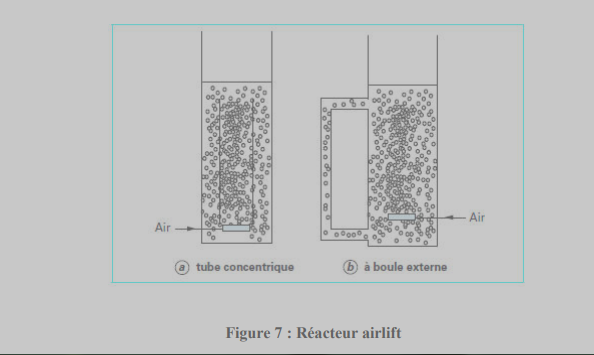 Air
Air
ⓐ tube concentrique
ⓑ à boule externe
Figure 7 : Réacteur airlift